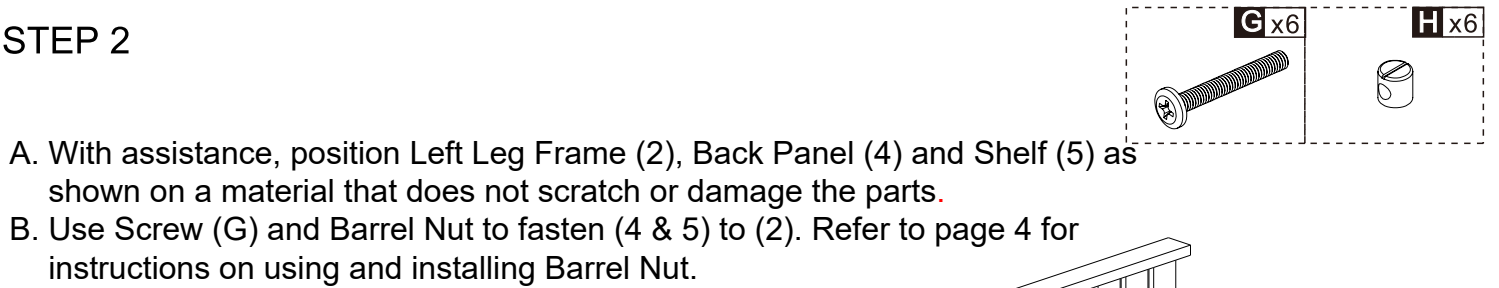 STEP 2
G x6
H x6
A. With assistance, position Left Leg Frame (2), Back Panel (4) and Shelf (5) as
shown on a material that does not scratch or damage the parts.
B. Use Screw (G) and Barrel Nut to fasten (4 & 5) to (2). Refer to page 4 for
instructions on using and installing Barrel Nut.